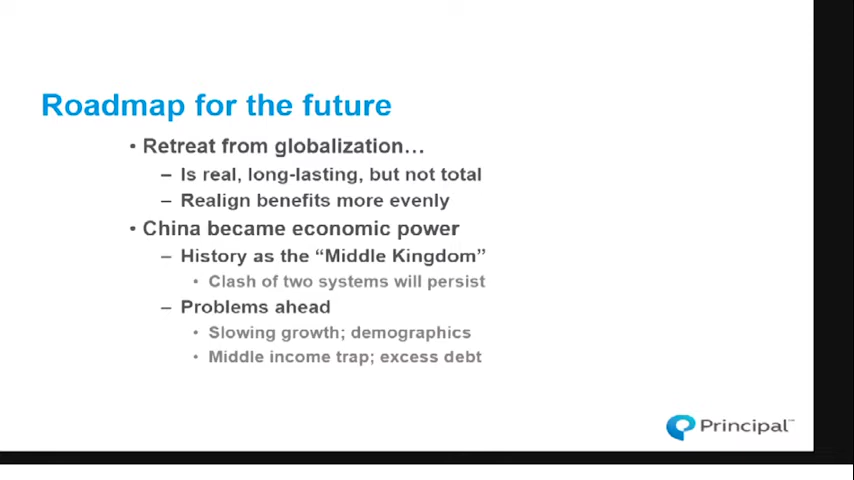 Roadmap for the future
• Retreat from globalization…
– Is real, long-lasting, but not total
– Realign benefits more evenly
• China became economic power
– History as the “Middle Kingdom”
• Clash of two systems will persist
– Problems ahead
• Slowing growth; demographics
• Middle income trap; excess debt
Principal™